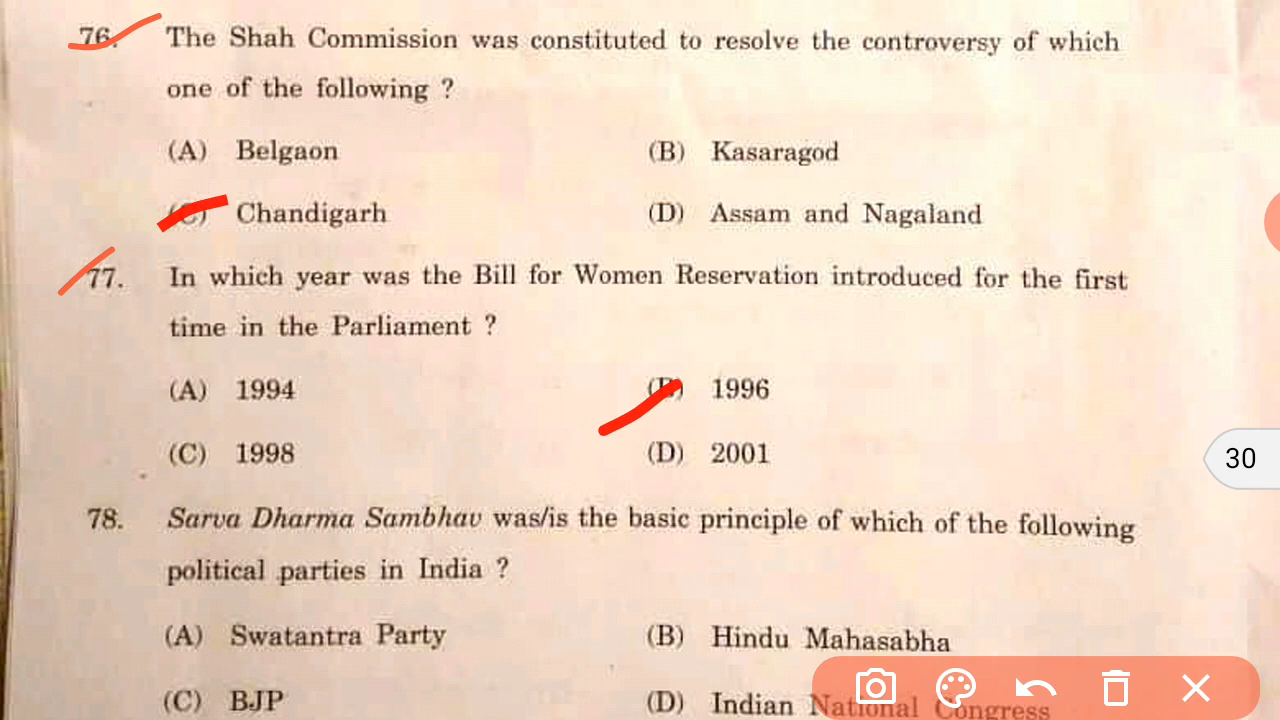 76. The Shah Commission was constituted to resolve the controversy of which
one of the following ?
(A) Belgaon (B) Kasaragod
(C) Chandigarh (D) Assam and Nagaland
77. In which year was the Bill for Women Reservation introduced for the first
time in the Parliament ?
(A) 1994 (B) 1996
(C) 1998 (D) 2001
30
78. Sarva Dharma Sambhav was/is the basic principle of which of the following
political parties in India ?
(A) Swatantra Party (B) Hindu Mahasabha
(C) BJP (D) Indian National Congress